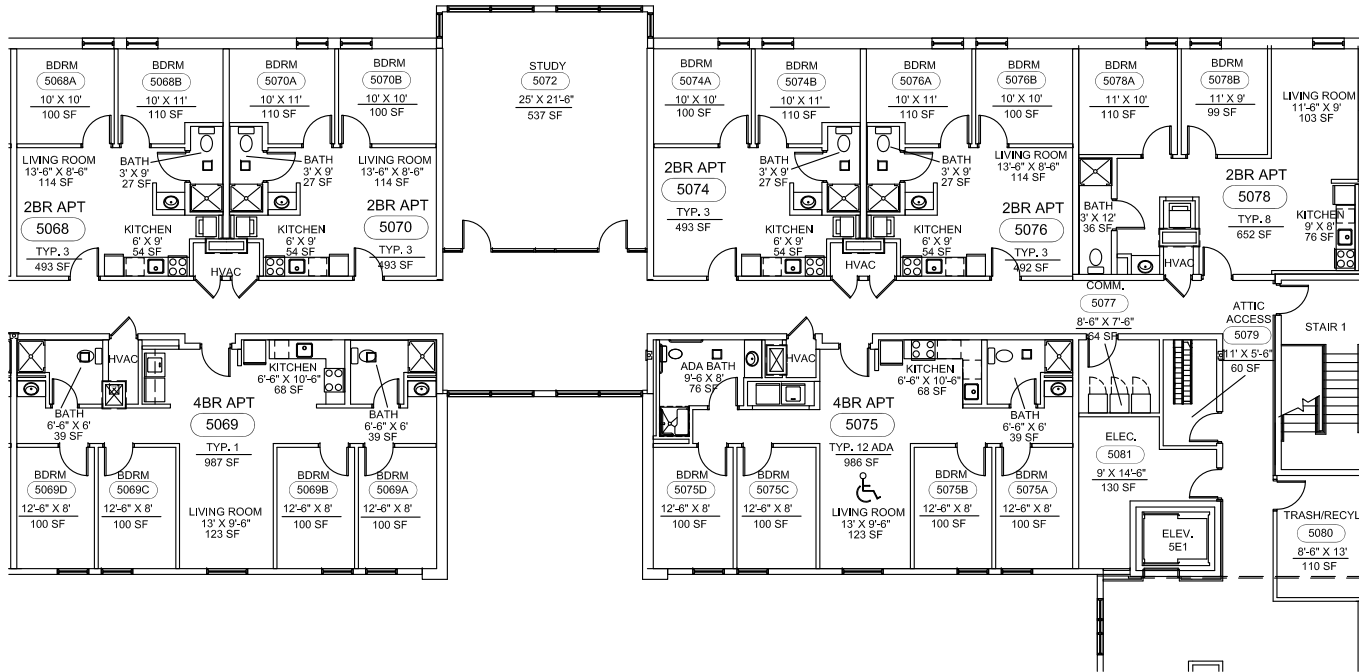 BDRM
5068A
10' X 10'
100 SF
BDRM
5068B
10' X 11'
110 SF
BDRM
5070A
10' X 11'
110 SF
BDRM
5070B
10' X 10'
100 SF
STUDY
5072
25' X 21'-6"
537 SF
BDRM
5074A
10' X 10'
100 SF
BDRM
5074B
10' X 11'
110 SF
BDRM
5076A
10' X 11'
110 SF
BDRM
5076B
10' X 10'
100 SF
BDRM
5078A
11' X 10'
110 SF
BDRM
5078B
11' X 9'
99 SF
LIVING ROOM
11'-6" X 9'
103 SF
LIVING ROOM
13'-6" X 8'-6"
114 SF
BATH
3' X 9'
27 SF
BATH
3' X 9'
27 SF
LIVING ROOM
13'-6" X 8'-6"
114 SF
2BR APT
5068
TYP. 3
493 SF
KITCHEN
6' X 9'
54 SF
HVAC
KITCHEN
6' X 9'
54 SF
2BR APT
5070
TYP. 3
493 SF
2BR APT
5074
TYP. 3
493 SF
BATH
3' X 9'
27 SF
BATH
3' X 9'
27 SF
LIVING ROOM
13'-6" X 8'-6"
114 SF
KITCHEN
6' X 9'
54 SF
HVAC
KITCHEN
6' X 9'
54 SF
2BR APT
5076
TYP. 3
492 SF
BATH
3' X 12'
36 SF
HVAC
2BR APT
5078
TYP. 8
652 SF
KITCHEN
9' X 8'
76 SF
COMM.
5077
8'-6" X 7'-6"
64 SF
ATTIC
ACCESS
5079
11' X 5'-6"
60 SF
STAIR 1
HVAC
BATH
6'-6" X 6'
39 SF
4BR APT
5069
TYP. 1
987 SF
KITCHEN
6'-6" X 10'-6"
68 SF
BATH
6'-6" X 6'
39 SF
BDRM
5069D
12'-6" X 8'
100 SF
BDRM
5069C
12'-6" X 8'
100 SF
LIVING ROOM
13' X 9'-6"
123 SF
BDRM
5069B
12'-6" X 8'
100 SF
BDRM
5069A
12'-6" X 8'
100 SF
ADA BATH
9'-6 X 8'
76 SF
HVAC
4BR APT
5075
TYP. 12 ADA
986 SF
KITCHEN
6'-6" X 10'-6"
68 SF
BATH
6'-6" X 6'
39 SF
BDRM
5075D
12'-6" X 8'
100 SF
BDRM
5075C
12'-6" X 8'
100 SF
LIVING ROOM
13' X 9'-6"
123 SF
BDRM
5075B
12'-6" X 8'
100 SF
BDRM
5075A
12'-6" X 8'
100 SF
ELEC.
5081
9' X 14'-6"
130 SF
ELEV.
5E1
TRASH/RECYL
5080
8'-6" X 13'
110 SF